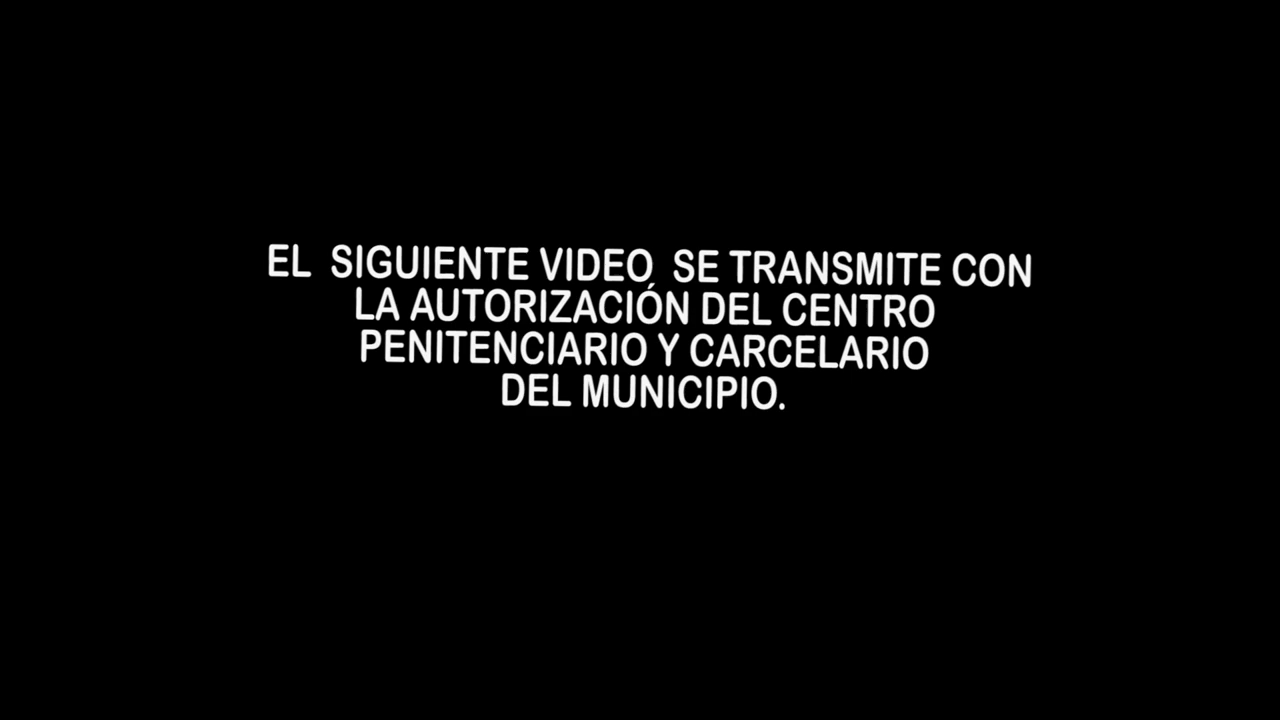 EL SIGUIENTE VIDEO SE TRANSMITE CON
LA AUTORIZACIÓN DEL CENTRO
PENITENCIARIO Y CARCELARIO
DEL MUNICIPIO.